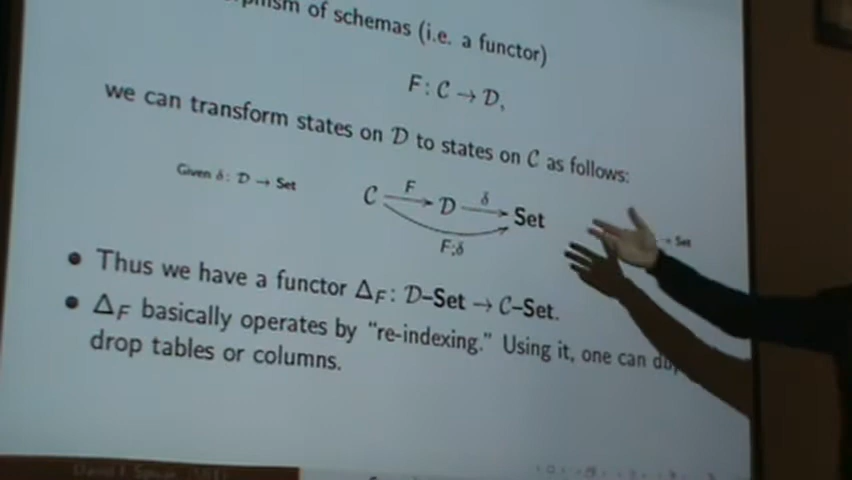 of schemas (i.e. a functor)
F : C → D,
we can transform states on D to states on C as follows:
Given δ : D → Set
C F D δ Set
F;δ
→ Set
• Thus we have a functor Δ_F : D–Set → C–Set.
• Δ_F basically operates by "re-indexing." Using it, one can
drop tables or columns.